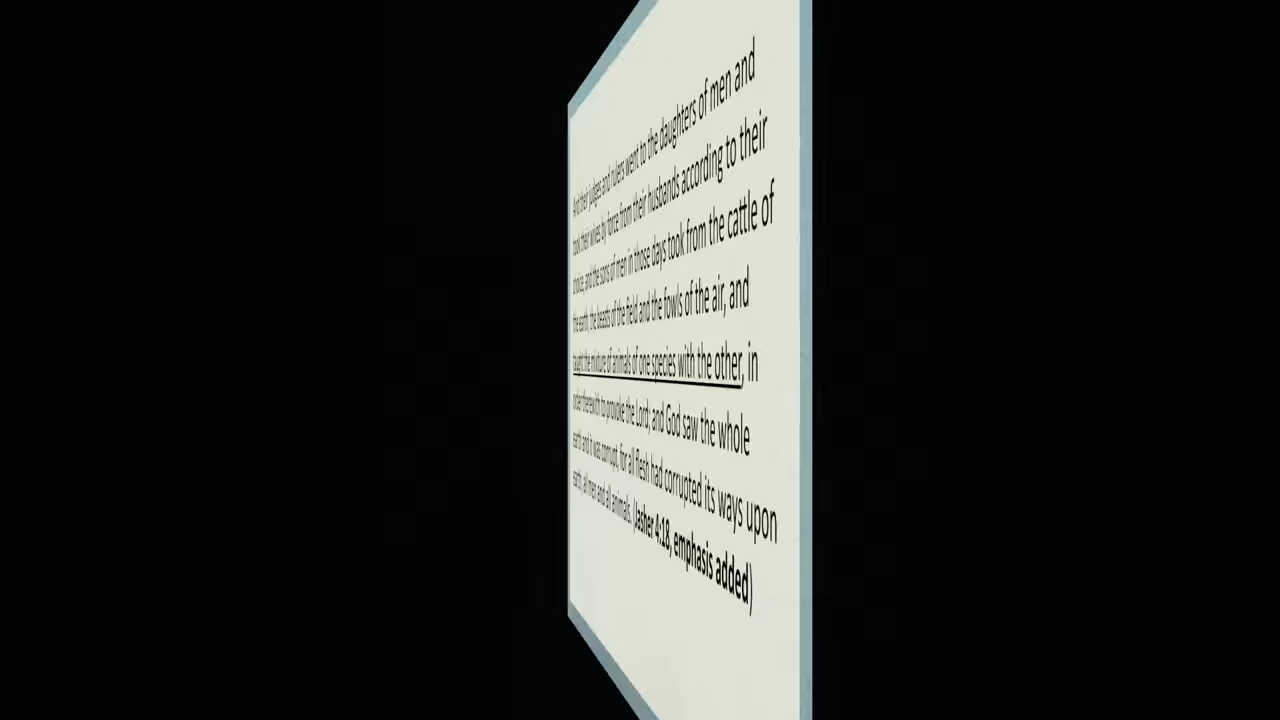 And their judges and rulers went to the daughters of men and
took their wives by force from their husbands according to their
choice, and the sons of men in those days took from the cattle of
the earth, the beasts of the field and the fowls of the air, and
taught the mixture of animals of one species with the other, in
order therewith to provoke the Lord; and God saw the whole
earth and it was corrupt, for all flesh had corrupted its ways upon
earth, all men and all animals. (Jasher 4:18, emphasis added)